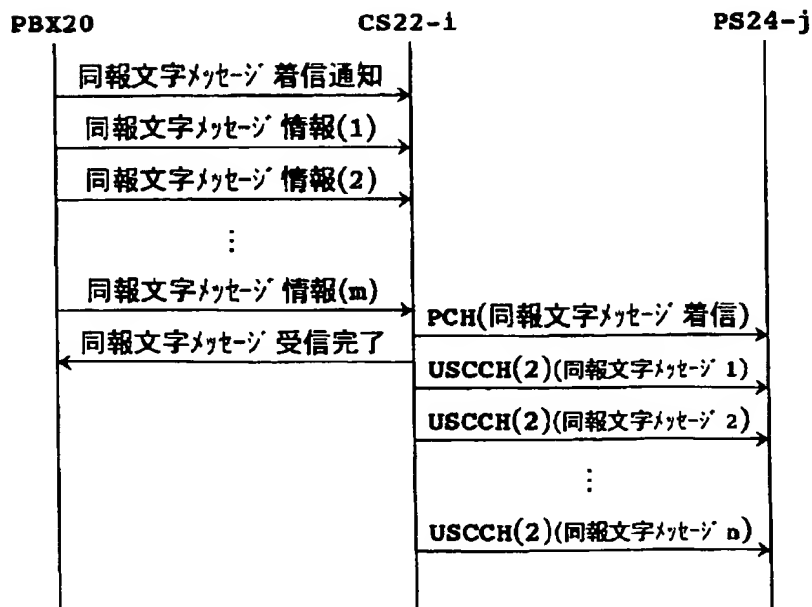 PBX20 CS22-i PS24-j
同報文字ﾒｯｾｰｼﾞ 着信通知
同報文字ﾒｯｾｰｼﾞ 情報(1)
同報文字ﾒｯｾｰｼﾞ 情報(2)
⋮
同報文字ﾒｯｾｰｼﾞ 情報(m)
PCH(同報文字ﾒｯｾｰｼﾞ 着信)
同報文字ﾒｯｾｰｼﾞ 受信完了
USCCH(2)(同報文字ﾒｯｾｰｼﾞ 1)
USCCH(2)(同報文字ﾒｯｾｰｼﾞ 2)
⋮
USCCH(2)(同報文字ﾒｯｾｰｼﾞ n)